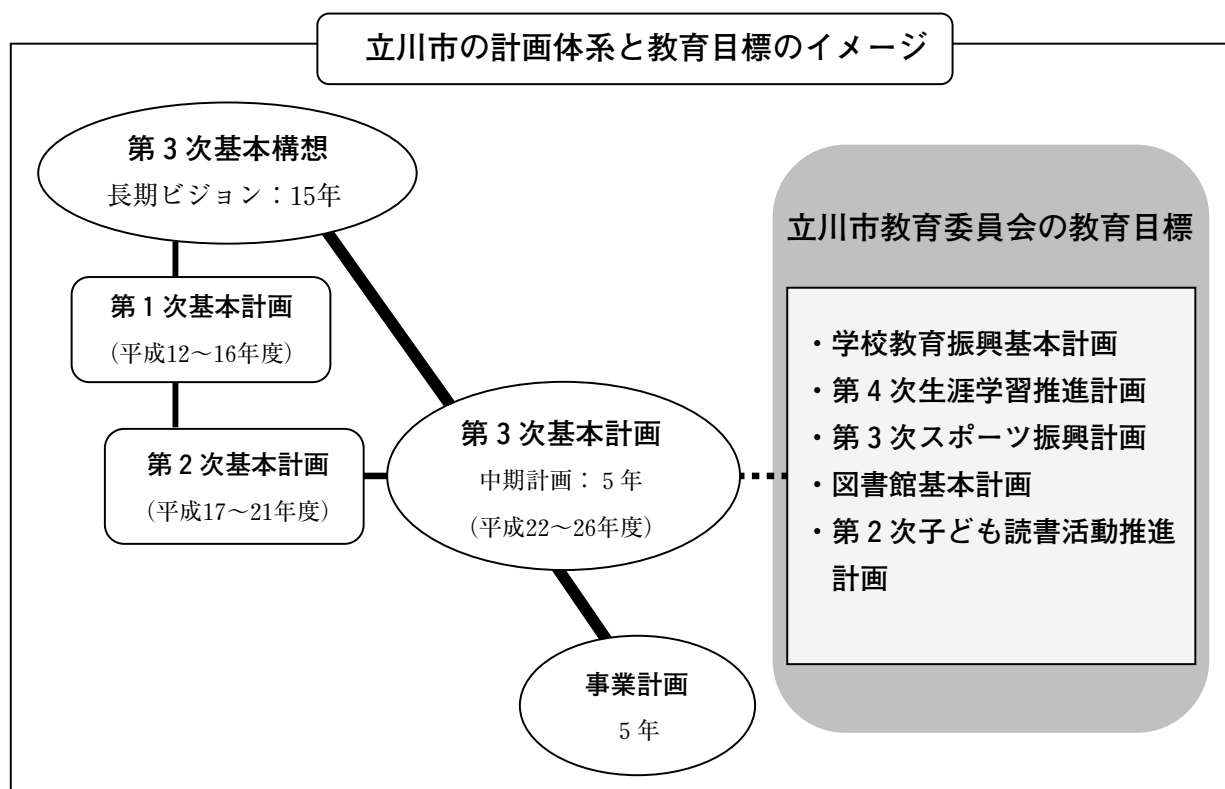 立川市の計画体系と教育目標のイメージ
第3次基本構想
長期ビジョン：15年
第1次基本計画
（平成12～16年度）
第2次基本計画
（平成17～21年度）
第3次基本計画
中期計画：5年
（平成22～26年度）
事業計画
5年
立川市教育委員会の教育目標
・学校教育振興基本計画
・第4次生涯学習推進計画
・第3次スポーツ振興計画
・図書館基本計画
・第2次子ども読書活動推進
計画